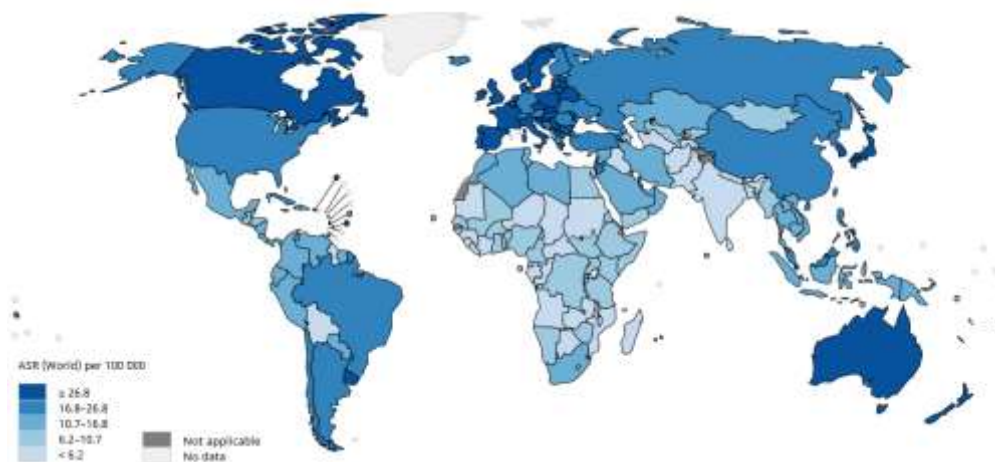 ASR (World) per 100 000
≥ 26.8
16.8–26.8
10.7–16.8
6.2–10.7
< 6.2
Not applicable
No data